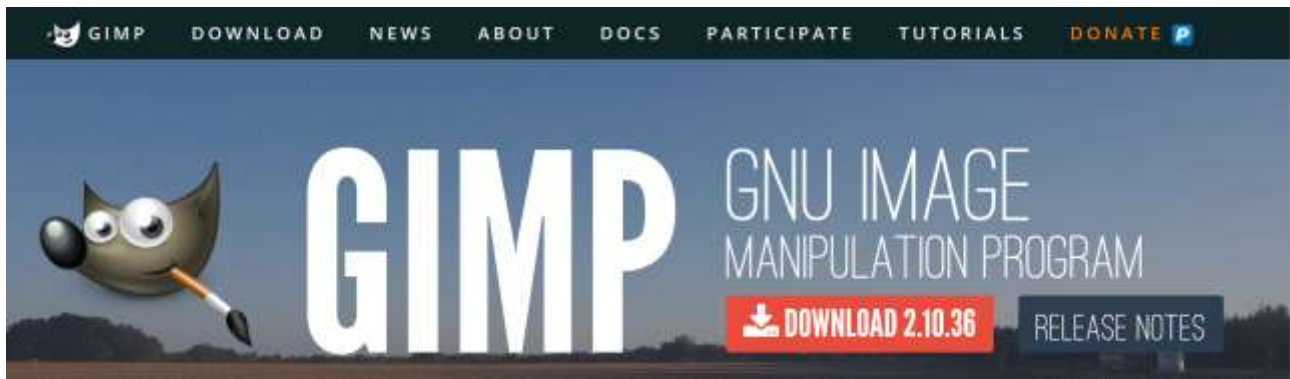 GIMP DOWNLOAD NEWS ABOUT DOCS PARTICIPATE TUTORIALS DONATE P
GIMP
GNU IMAGE
MANIPULATION PROGRAM
DOWNLOAD 2.10.36
RELEASE NOTES